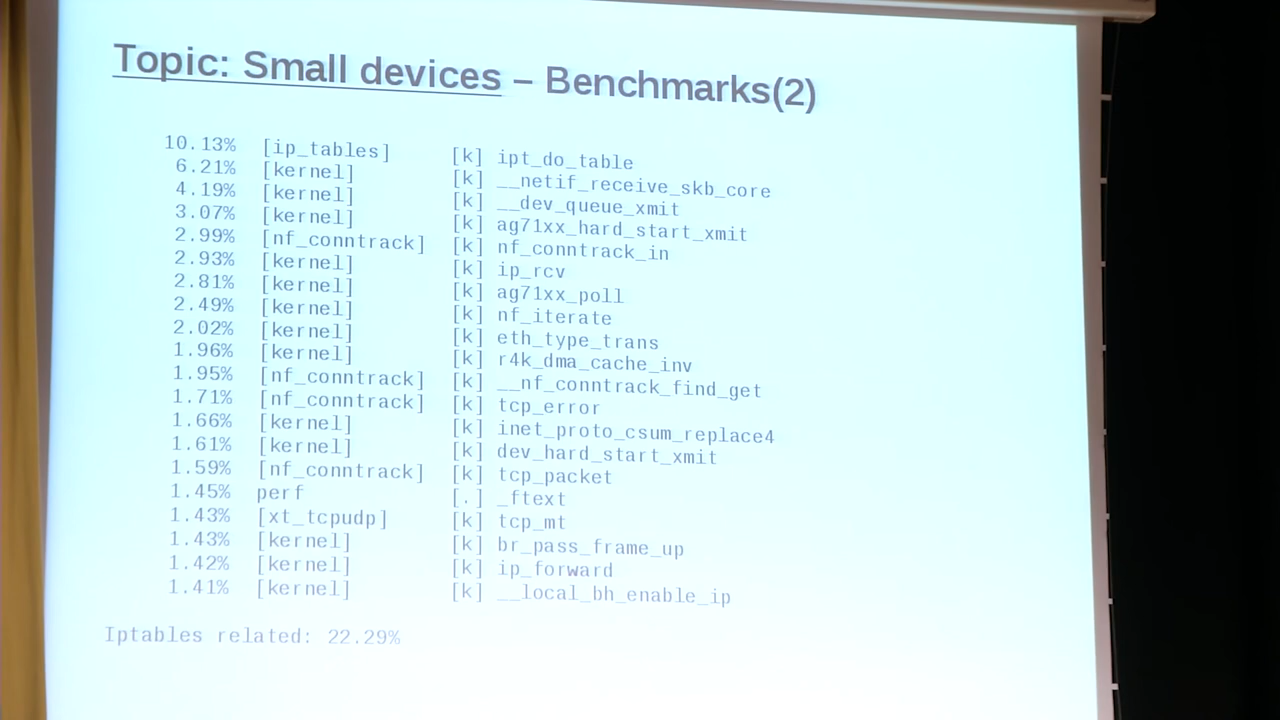 Topic: Small devices – Benchmarks(2)
10.13% [ip_tables] [k] ipt_do_table
6.21% [kernel] [k] __netif_receive_skb_core
4.19% [kernel] [k] __dev_queue_xmit
3.07% [kernel] [k] ag71xx_hard_start_xmit
2.99% [nf_conntrack] [k] nf_conntrack_in
2.93% [kernel] [k] ip_rcv
2.81% [kernel] [k] ag71xx_poll
2.49% [kernel] [k] nf_iterate
2.02% [kernel] [k] eth_type_trans
1.96% [kernel] [k] r4k_dma_cache_inv
1.95% [nf_conntrack] [k] __nf_conntrack_find_get
1.71% [nf_conntrack] [k] tcp_error
1.66% [kernel] [k] inet_proto_csum_replace4
1.61% [kernel] [k] dev_hard_start_xmit
1.59% [nf_conntrack] [k] tcp_packet
1.45% perf [.] _ftext
1.43% [xt_tcpudp] [k] tcp_mt
1.43% [kernel] [k] br_pass_frame_up
1.42% [kernel] [k] ip_forward
1.41% [kernel] [k] __local_bh_enable_ip
Iptables related: 22.29%